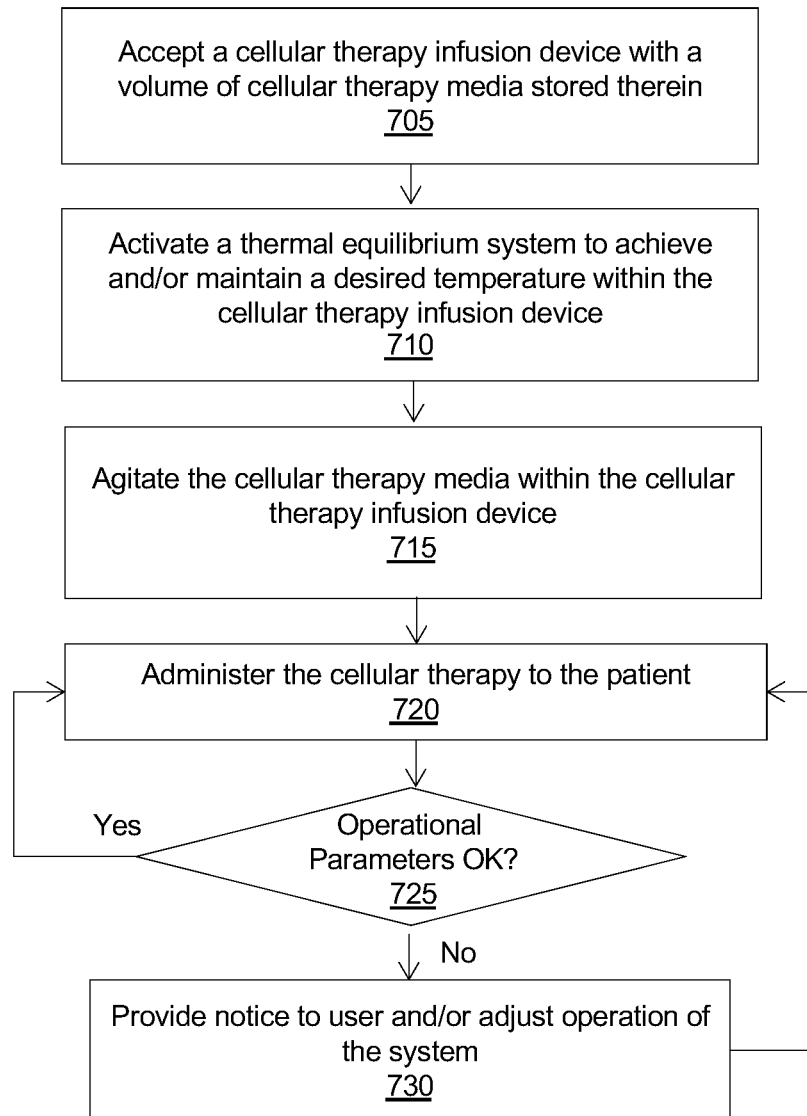 Accept a cellular therapy infusion device with a
volume of cellular therapy media stored therein
705
Activate a thermal equilibrium system to achieve
and/or maintain a desired temperature within the
cellular therapy infusion device
710
Agitate the cellular therapy media within the cellular
therapy infusion device
715
Administer the cellular therapy to the patient
720
Yes
Operational
Parameters OK?
725
No
Provide notice to user and/or adjust operation of
the system
730